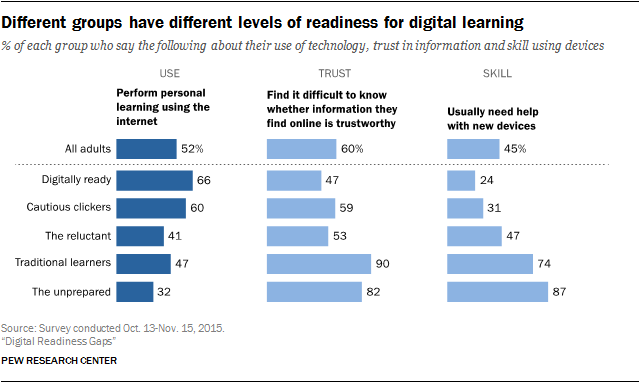 Different groups have different levels of readiness for digital learning
% of each group who say the following about their use of technology, trust in information and skill using devices
USE TRUST SKILL
Perform personal learning using the internet
Find it difficult to know whether information they find online is trustworthy
Usually need help with new devices
All adults 52% 60% 45%
Digitally ready 66 47 24
Cautious clickers 60 59 31
The reluctant 41 53 47
Traditional learners 47 90 74
The unprepared 32 82 87
Source: Survey conducted Oct. 13-Nov. 15, 2015.
"Digital Readiness Gaps"
PEW RESEARCH CENTER